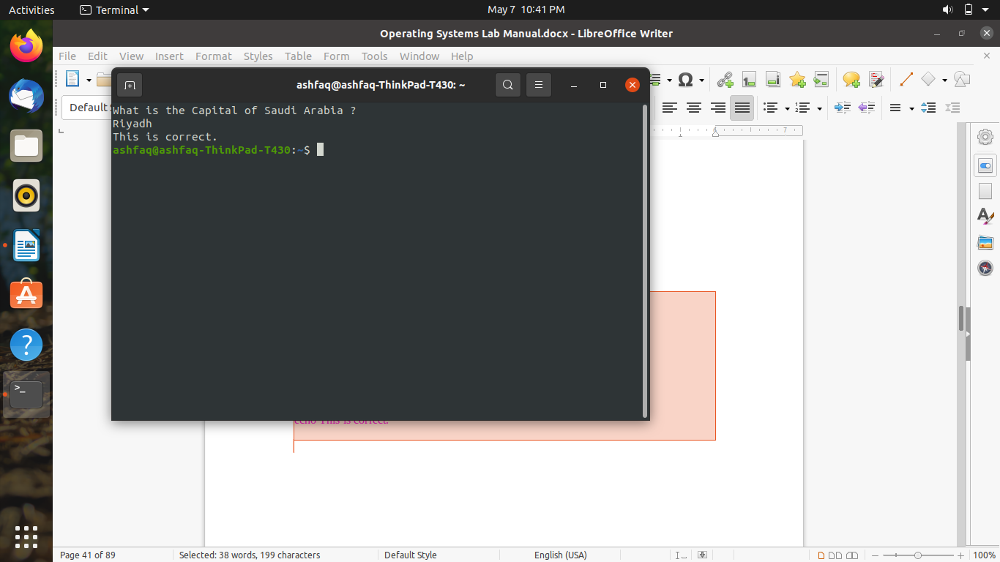 Activities
Terminal
May 7 10:41 PM
Operating Systems Lab Manual.docx - LibreOffice Writer
File Edit View Insert Format Styles Table Form Tools Window Help
ashfaq@ashfaq-ThinkPad-T430: ~
Default
What is the Capital of Saudi Arabia ?
Riyadh
This is correct.
ashfaq@ashfaq-ThinkPad-T430:~$
7
echo This is correct.
Page 41 of 89
Selected: 38 words, 199 characters
Default Style
English (USA)
100%